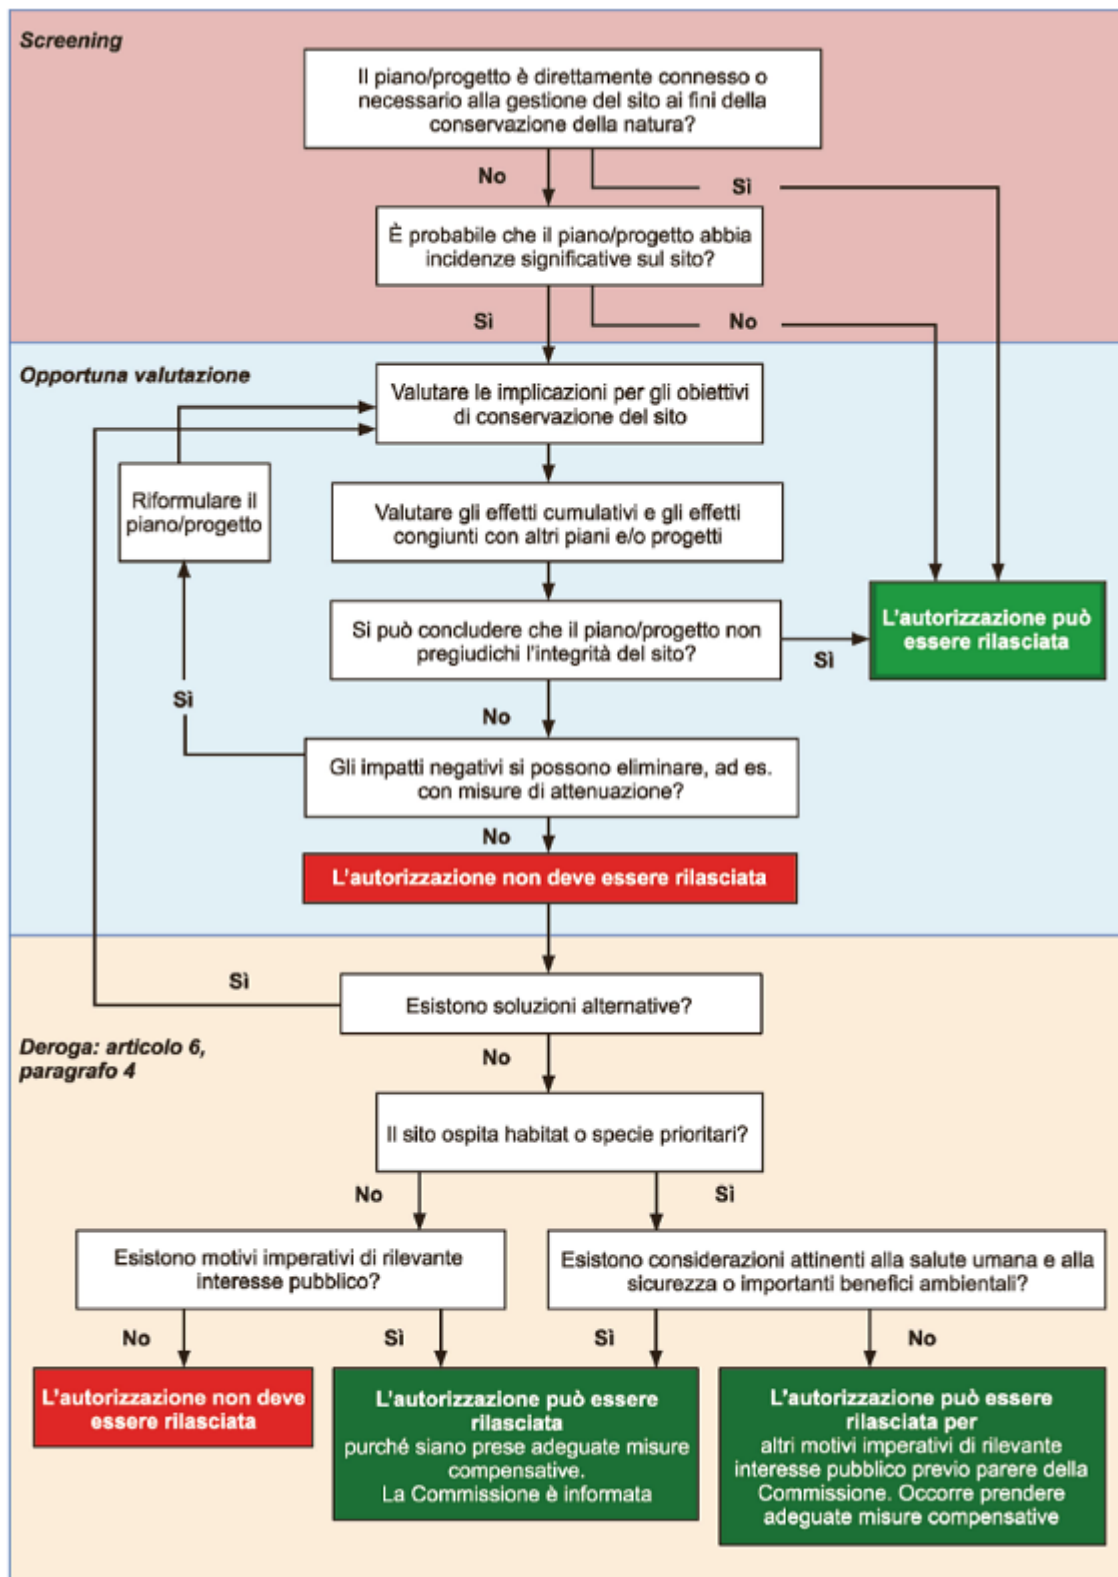 Screening
Il piano/progetto è direttamente connesso o
necessario alla gestione del sito ai fini della
conservazione della natura?
No
Sì
È probabile che il piano/progetto abbia
incidenze significative sul sito?
Sì
No
Opportuna valutazione
Valutare le implicazioni per gli obiettivi
di conservazione del sito
Riformulare il
piano/progetto
Valutare gli effetti cumulativi e gli effetti
congiunti con altri piani e/o progetti
L'autorizzazione può
essere rilasciata
Si può concludere che il piano/progetto non
pregiudichi l'integrità del sito?
Sì
Sì
No
Gli impatti negativi si possono eliminare, ad es.
con misure di attenuazione?
No
L'autorizzazione non deve essere rilasciata
Sì
Esistono soluzioni alternative?
Deroga: articolo 6,
paragrafo 4
No
Il sito ospita habitat o specie prioritari?
No
Sì
Esistono motivi imperativi di rilevante
interesse pubblico?
Esistono considerazioni attinenti alla salute umana e alla
sicurezza o importanti benefici ambientali?
No
Sì
Sì
No
L'autorizzazione non deve
essere rilasciata
L'autorizzazione può essere
rilasciata
purché siano prese adeguate misure
compensative.
La Commissione è informata
L'autorizzazione può essere
rilasciata per
altri motivi imperativi di rilevante
interesse pubblico previo parere della
Commissione. Occorre prendere
adeguate misure compensative